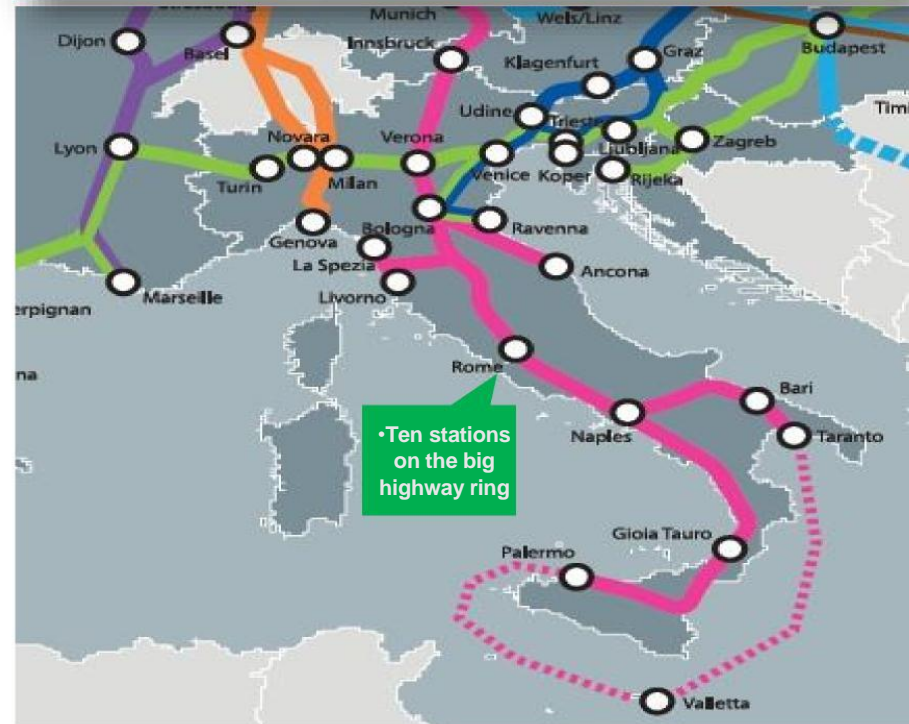 Munich
Wels/Linz
Dijon
Basel
Innsbruck
Klagenfurt
Graz
Budapest
Udine
Trieste
Timi
Lyon
Novara
Verona
Ljubljana
Zagreb
Turin
Milan
Venice
Koper
Rijeka
Genova
Bologna
Ravenna
La Spezia
Ancona
Marseille
Livorno
erpignan
Rome
na
Bari
•Ten stations
on the big
highway ring
Naples
Taranto
Gioia Tauro
Palermo
Valletta